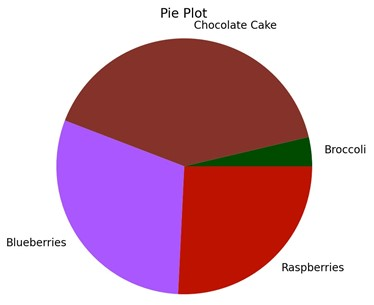 Pie Plot
Chocolate Cake
Broccoli
Blueberries
Raspberries